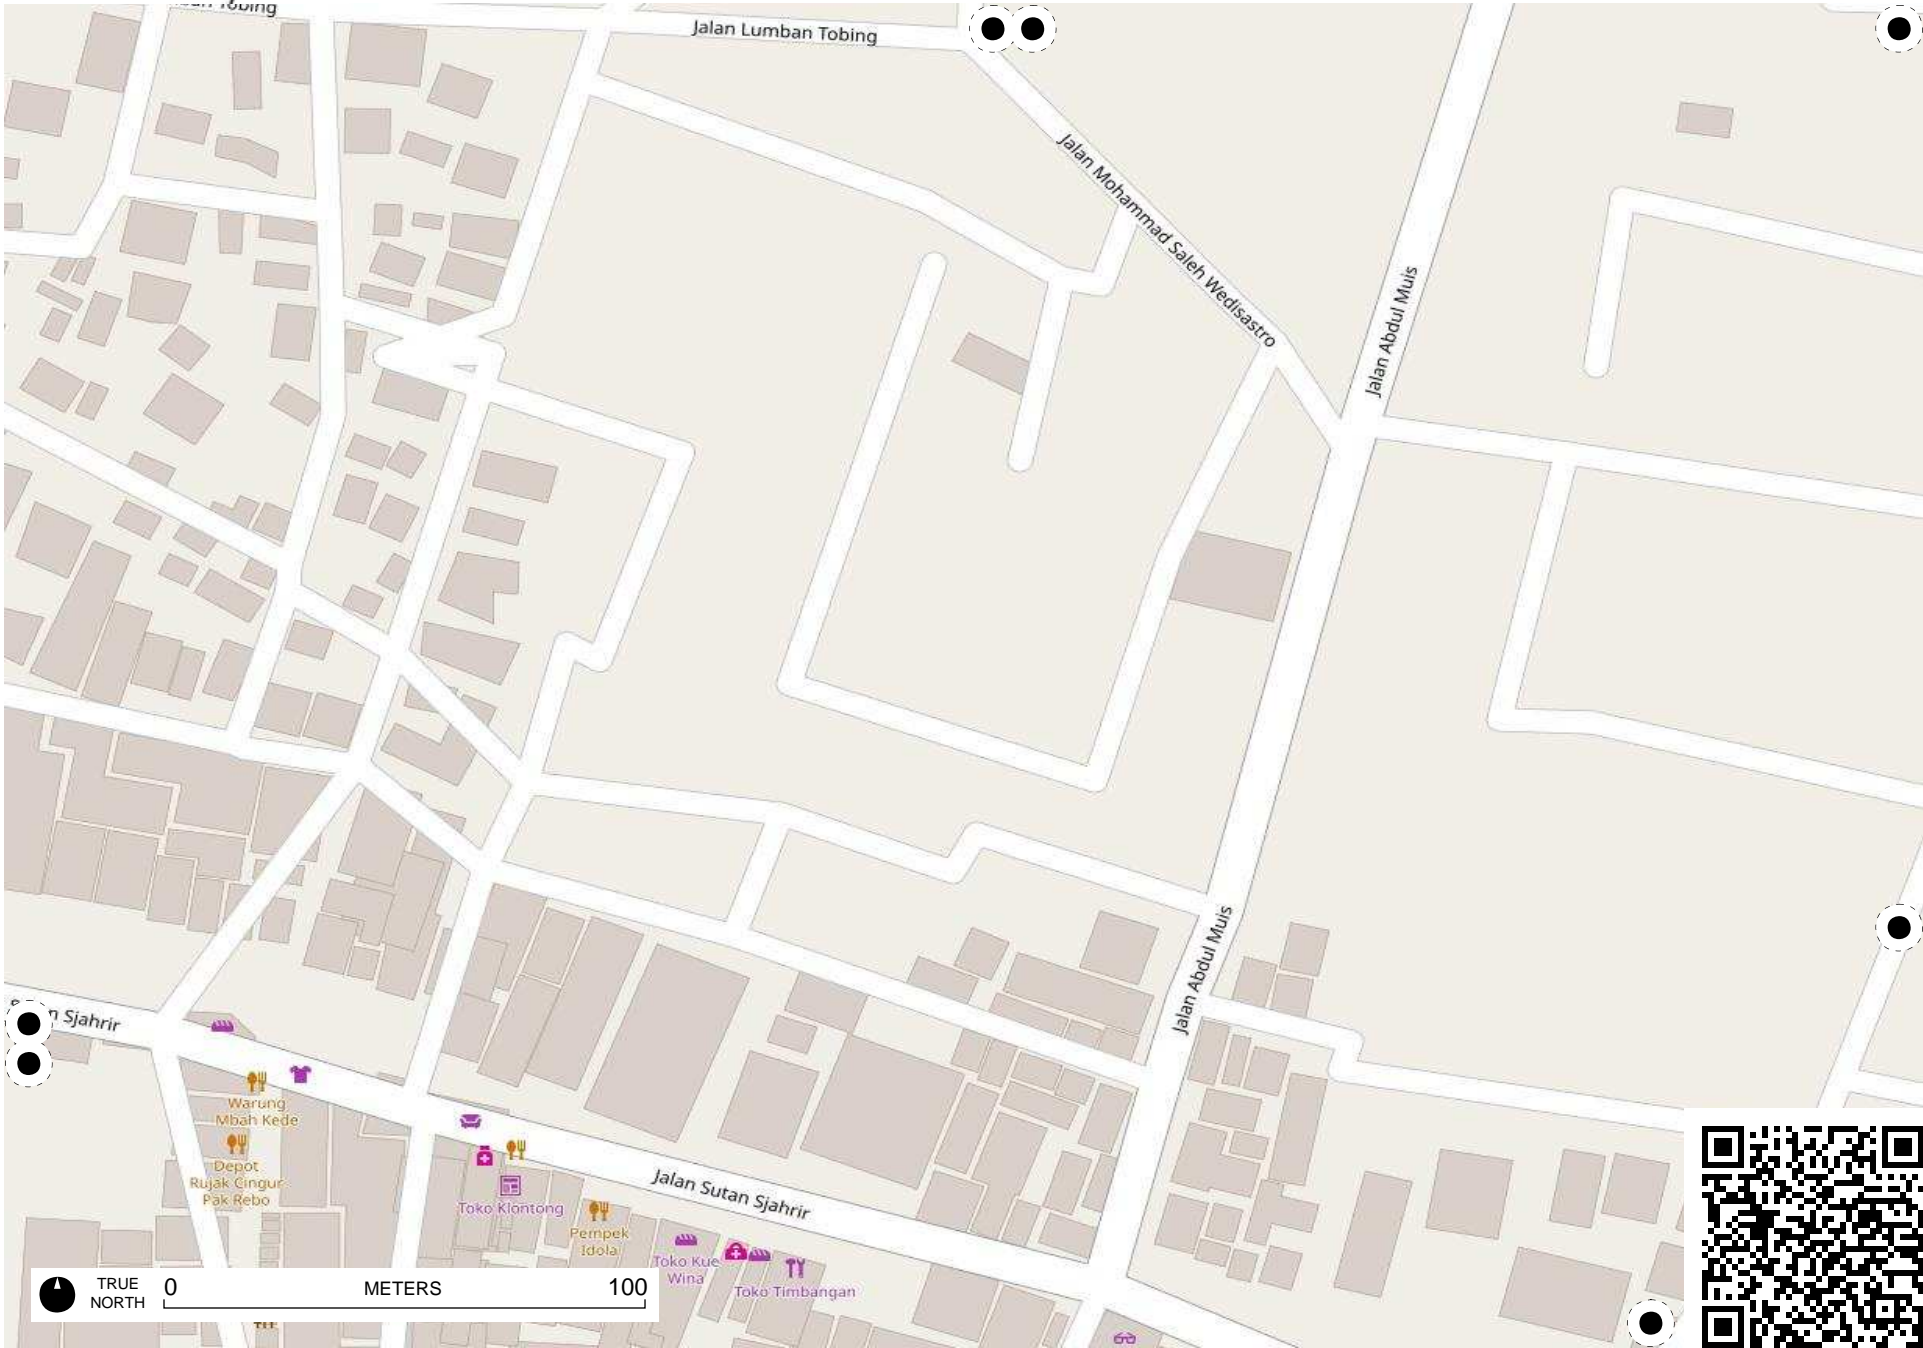 Tobing
Jalan Lumban Tobing
Jalan Mohammad Saleh Wedisastro
Jalan Abdul Muis
Jalan Abdul Muis
Sjahrir
Warung
Mbah Kede
Depot
Rujak Cingur
Pak Rebo
Toko Klontong
Jalan Sutan Sjahrir
Pempek
Idola
Toko Kue
Wina
Toko Timbangan
TRUE
NORTH
0 METERS 100